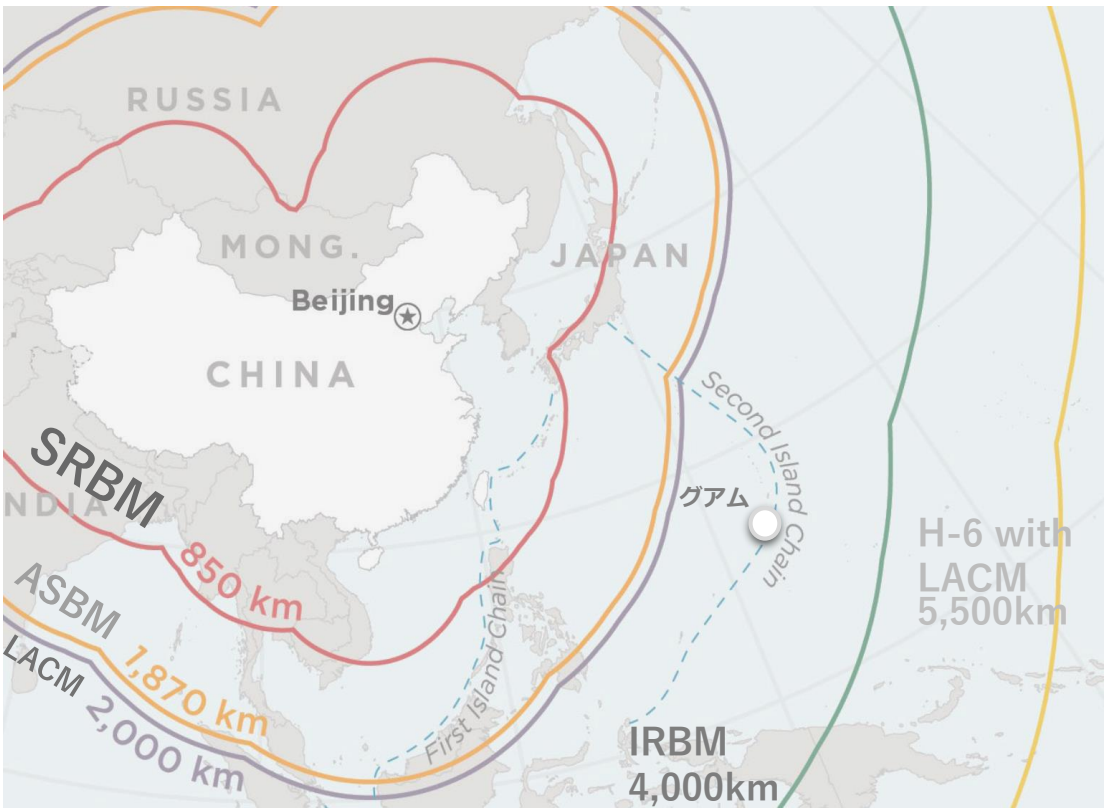 RUSSIA
MONG.
JAPAN
Beijing
CHINA
SRBM
NDIA
850 km
ASBM
1,870 km
LACM
2,000 km
First Island Chain
Second Island Chain
グアム
H-6 with
LACM
5,500km
IRBM
4,000km